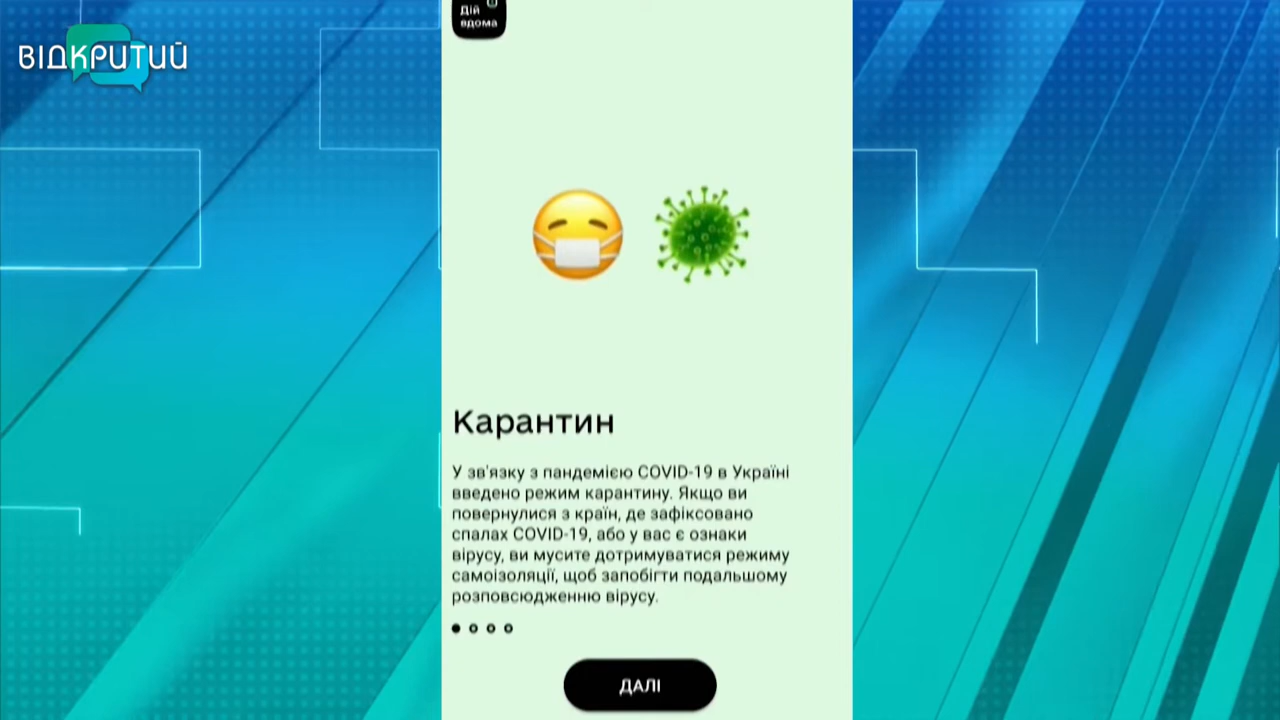 ВІДКРИТИЙ
Дій
вдома
Карантин
У зв'язку з пандемією COVID-19 в Україні
введено режим карантину. Якщо ви
повернулися з країн, де зафіксовано
спалах COVID-19, або у вас є ознаки
вірусу, ви мусите дотримуватися режиму
самоізоляції, щоб запобігти подальшому
розповсюдженню вірусу.
ДАЛІ